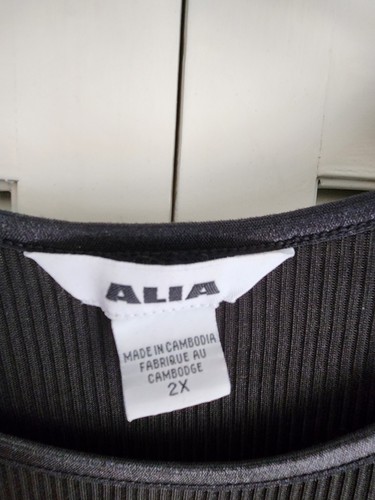 ALIA
MADE IN CAMBODIA
FABRIQUE AU
CAMBODGE
2X